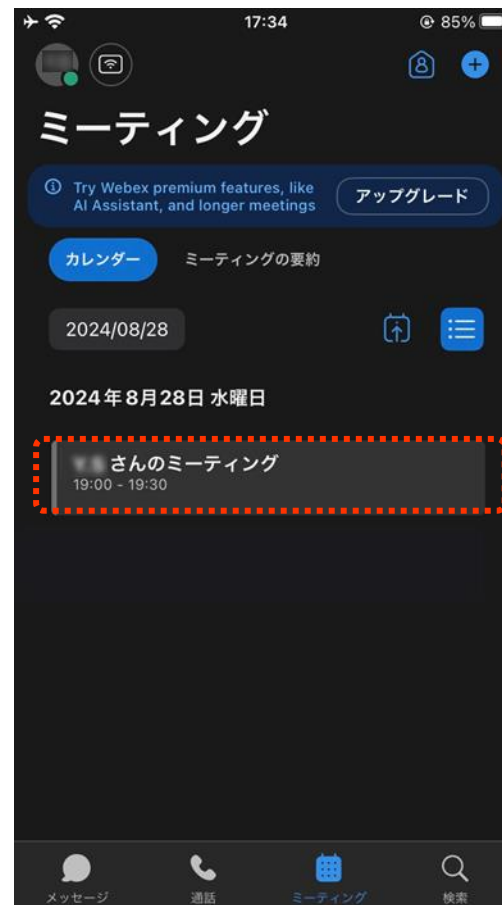 17:34
85%
ミーティング
Try Webex premium features, like
AI Assistant, and longer meetings
アップグレード
カレンダー
ミーティングの要約
2024/08/28
2024年8月28日 水曜日
さんのミーティング
19:00 - 19:30
メッセージ
通話
ミーティング
検索